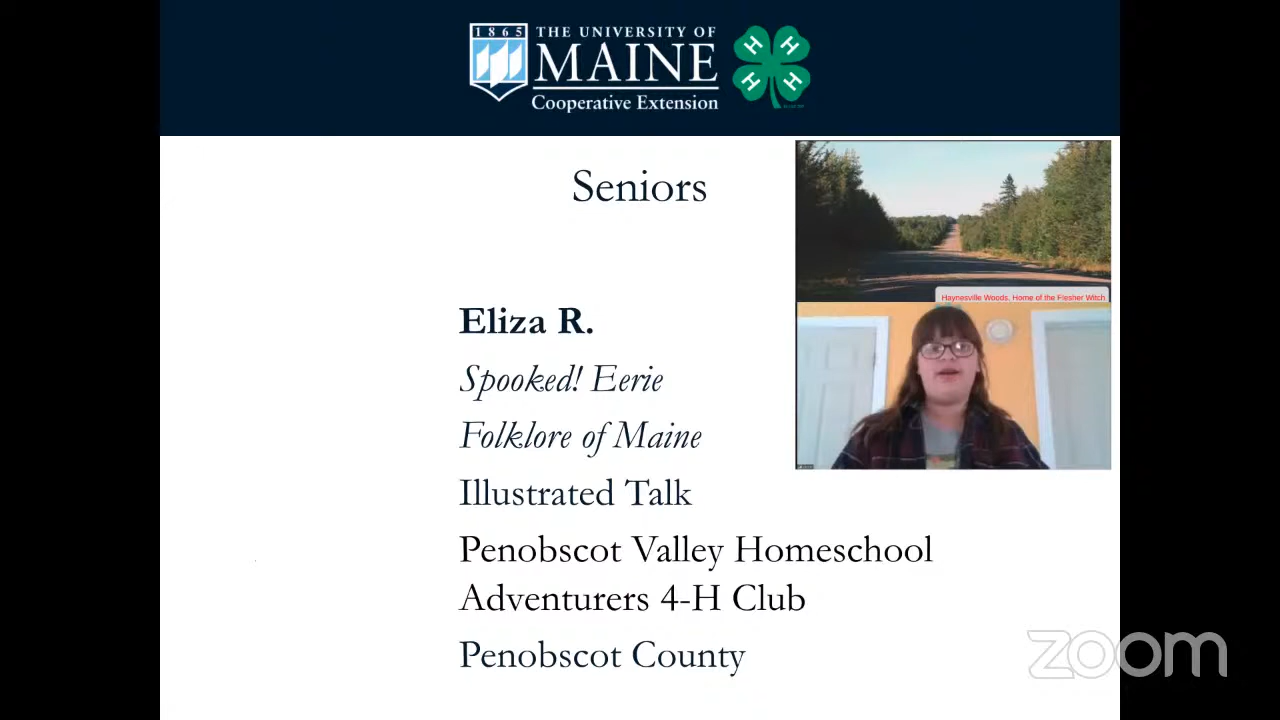 1865
THE UNIVERSITY OF
MAINE
Cooperative Extension
H H
H H
Seniors
Haynesville Woods, Home of the Flesher Witch
Eliza R.
Spooked! Eerie
Folklore of Maine
Illustrated Talk
Penobscot Valley Homeschool
Adventurers 4-H Club
Penobscot County
zoom